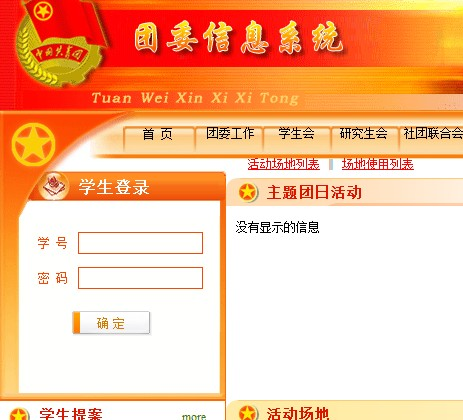 中国共青团
团委信息系统
Tuan Wei Xin Xi Xi Tong
首 页 团委工作 学生会 研究生会 社团联合会
活动场地列表 场地使用列表
学生登录
主题团日活动
没有显示的信息
学 号
密 码
确 定
学生提案 more
活动场地